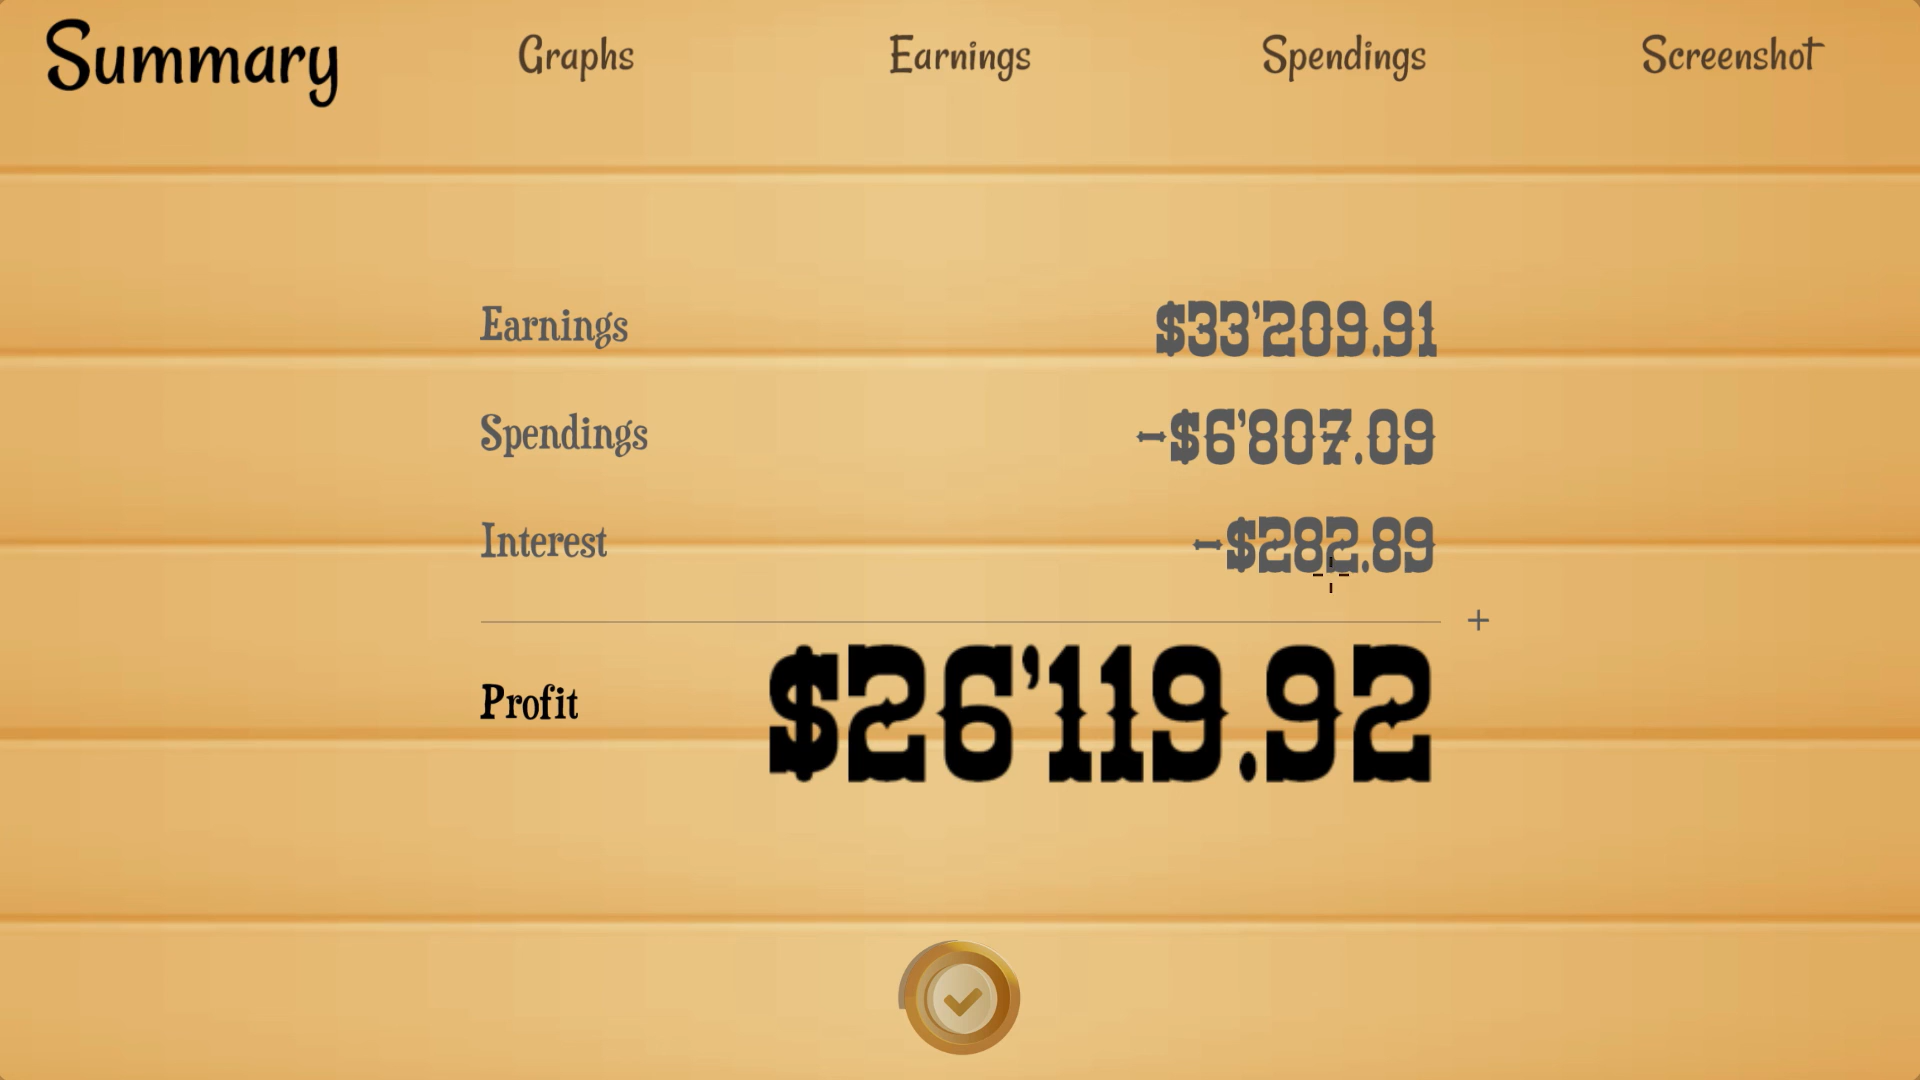 Summary Graphs Earnings Spendings Screenshot
Earnings $33'209.91
Spendings -$6'807.09
Interest -$282.89
Profit $26'119.92